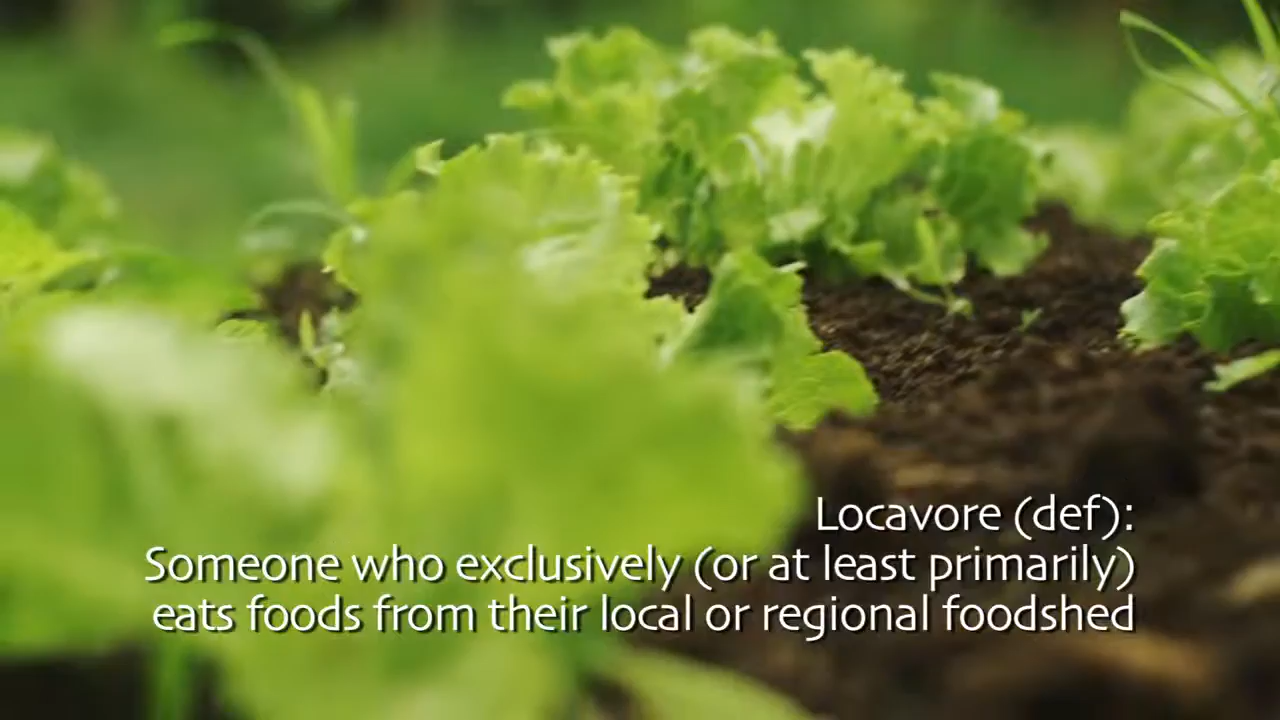 Locavore (def):
Someone who exclusively (or at least primarily)
eats foods from their local or regional foodshed